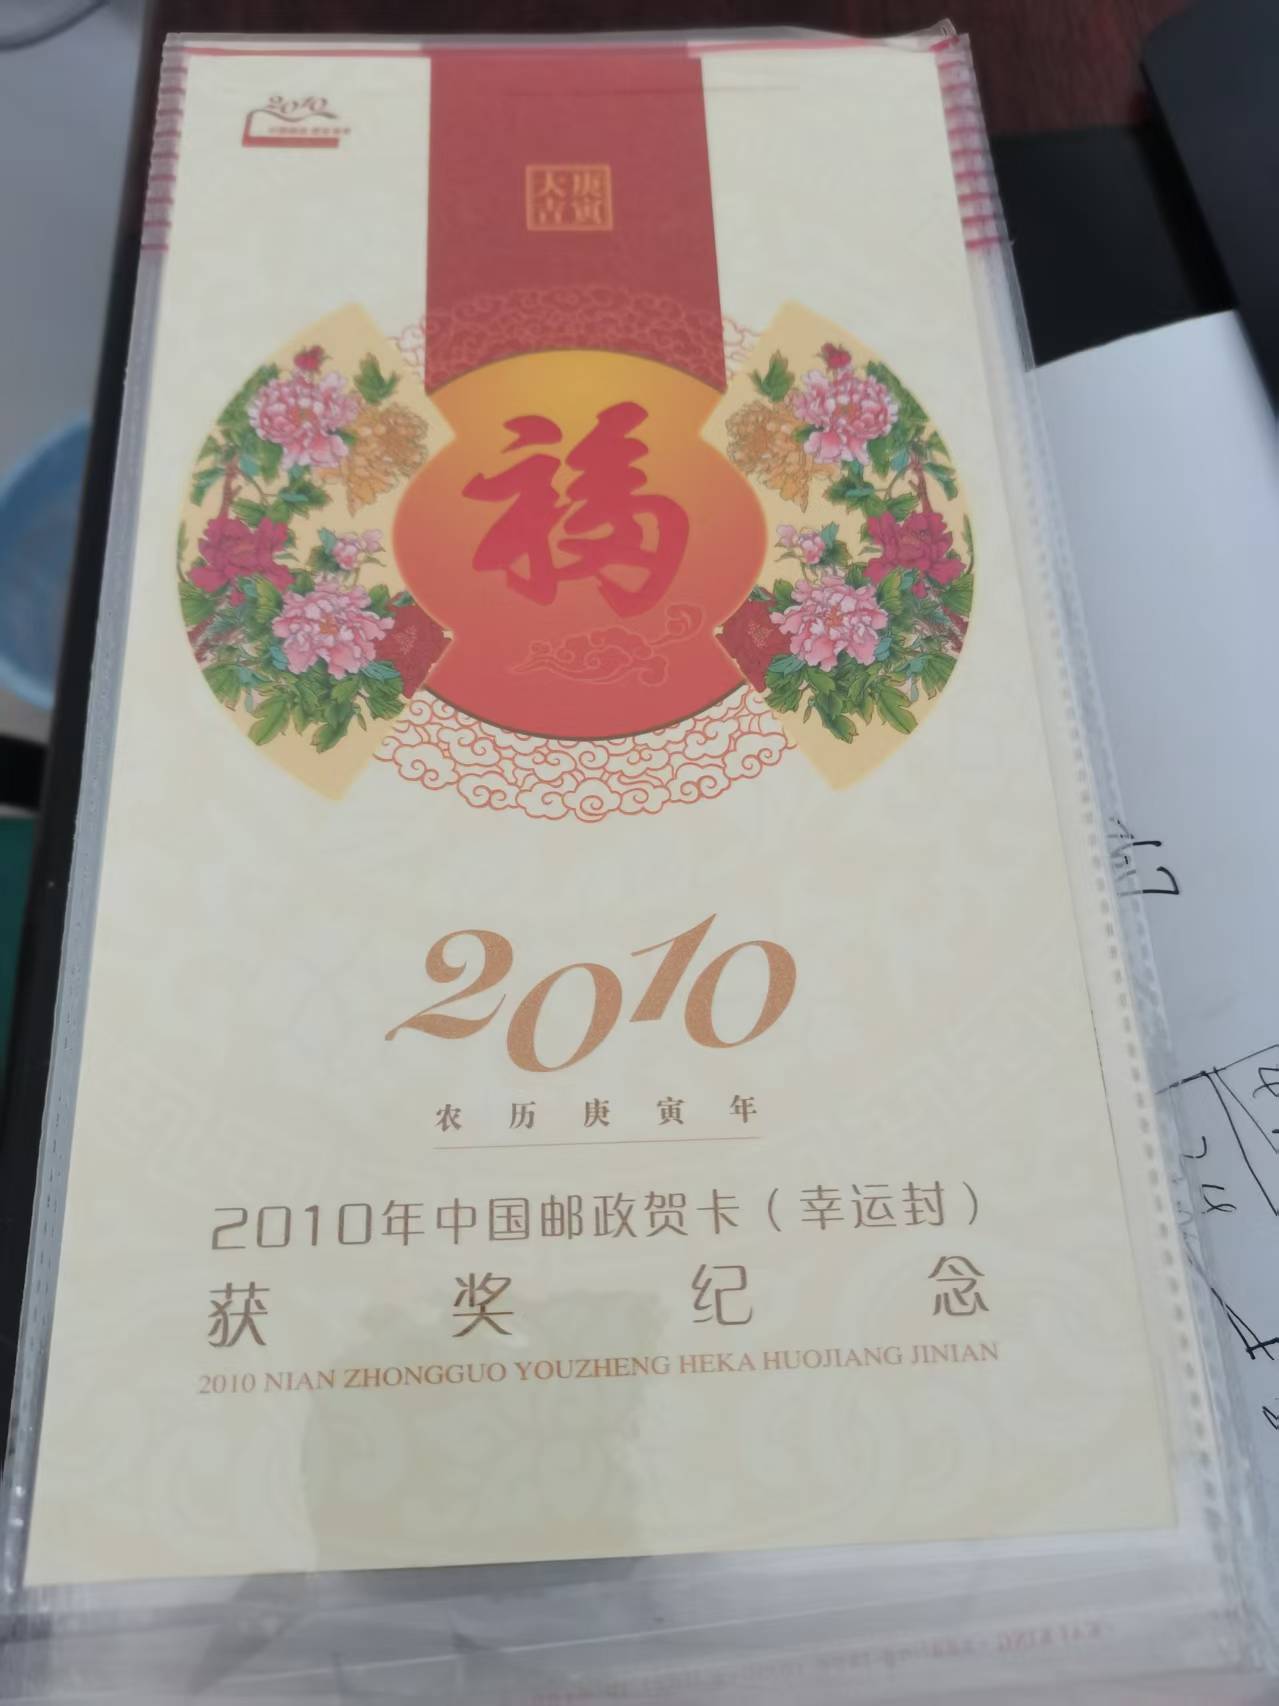 2010
庚寅
大吉
福
2010
农历庚寅年
2010年中国邮政贺卡（幸运封）
获奖纪念
2010 NIAN ZHONGGUO YOUZHENG HEKA HUOJIANG JINIAN